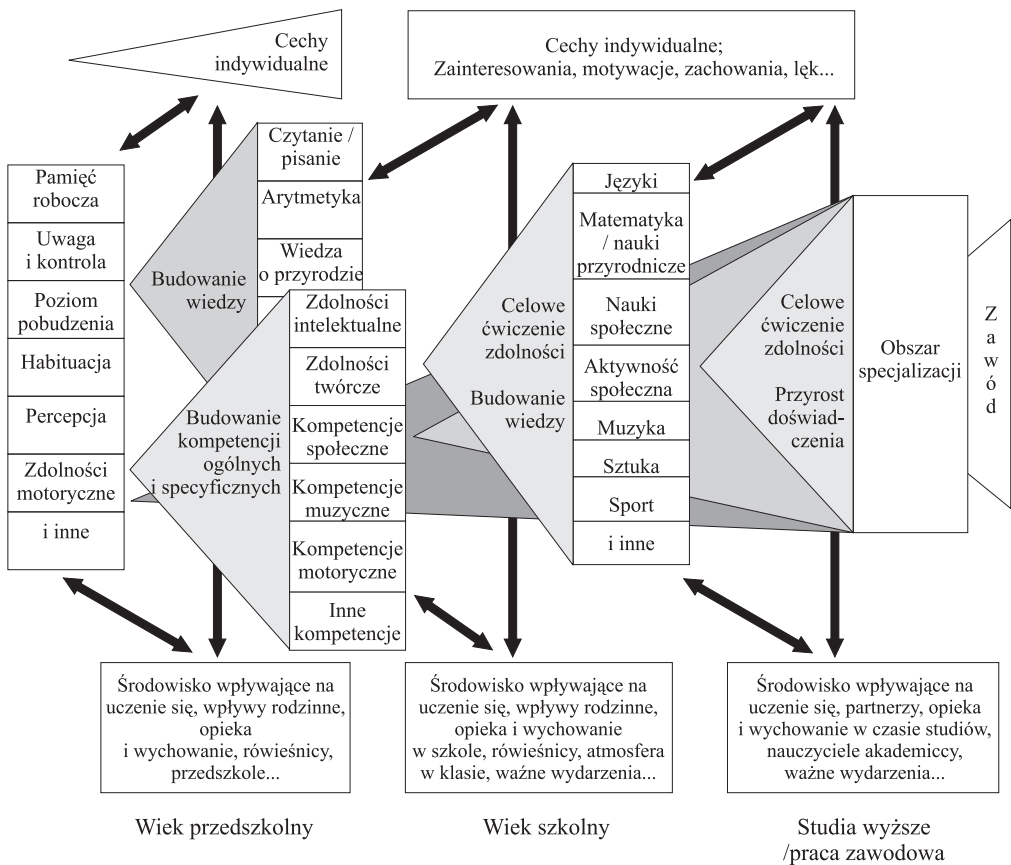 Cechy
indywidualne
Cechy indywidualne;
Zainteresowania, motywacje, zachowania, lęk...
Pamięć
robocza
Uwaga
i kontrola
Poziom
pobudzenia
Habituacja
Percepcja
Zdolności
motoryczne
i inne
Budowanie
wiedzy
Czytanie /
pisanie
Arytmetyka
Wiedza
o przyrodzie
Budowanie
kompetencji
ogólnych
i specyficznych
Zdolności
intelektualne
Zdolności
twórcze
Kompetencje
społeczne
Kompetencje
muzyczne
Kompetencje
motoryczne
Inne
kompetencje
Celowe
ćwiczenie
zdolności
Budowanie
wiedzy
Języki
Matematyka
/ nauki
przyrodnicze
Nauki
społeczne
Aktywność
społeczna
Muzyka
Sztuka
Sport
i inne
Celowe
ćwiczenie
zdolności
Przyrost
doświad-
czenia
Obszar
specjalizacji
Z
a
w
ó
d
Środowisko wpływające na
uczenie się, wpływy rodzinne,
opieka
i wychowanie, rówieśnicy,
przedszkole...
Środowisko wpływające na
uczenie się, wpływy rodzinne,
opieka i wychowanie
w szkole, rówieśnicy, atmosfera
w klasie, waźne wydarzenia...
Środowisko wpływające na
uczenie się, partnerzy, opieka
i wychowanie w czasie studiów,
nauczyciele akademiccy,
ważne wydarzenia...
Wiek przedszkolny
Wiek szkolny
Studia wyższe
/praca zawodowa